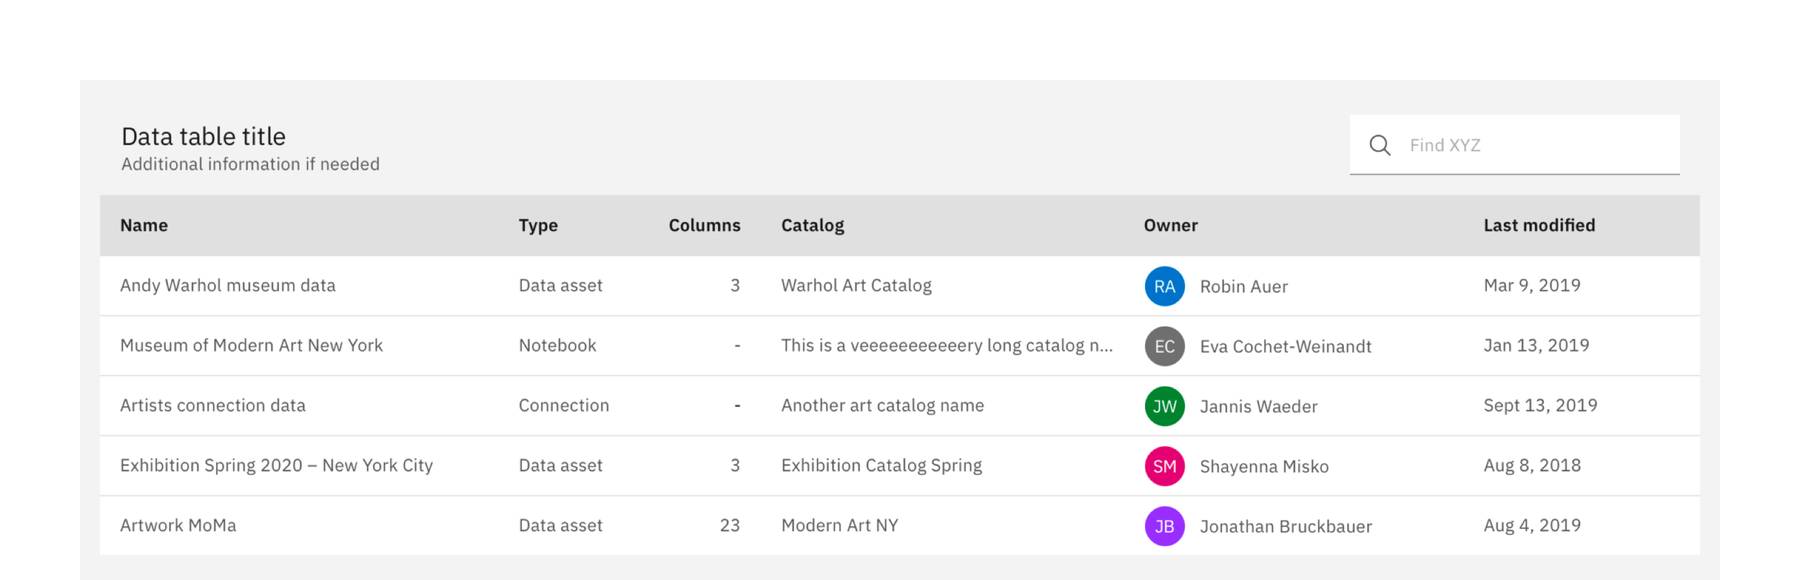 Data table title
Additional information if needed
Find XYZ
Name Type Columns Catalog Owner Last modified
Andy Warhol museum data Data asset 3 Warhol Art Catalog RA Robin Auer Mar 9, 2019
Museum of Modern Art New York Notebook - This is a veeeeeeeeeeery long catalog n... EC Eva Cochet-Weinandt Jan 13, 2019
Artists connection data Connection - Another art catalog name JW Jannis Waeder Sept 13, 2019
Exhibition Spring 2020 – New York City Data asset 3 Exhibition Catalog Spring SM Shayenna Misko Aug 8, 2018
Artwork MoMa Data asset 23 Modern Art NY JB Jonathan Bruckbauer Aug 4, 2019